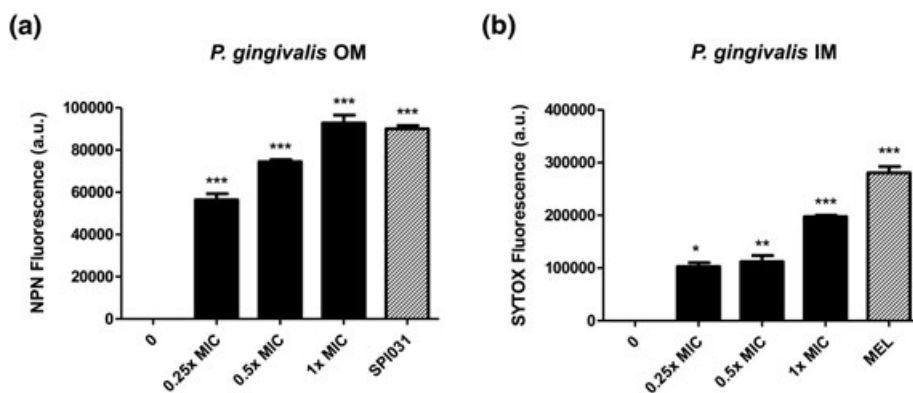 (a)
P. gingivalis OM
NPN Fluorescence (a.u.)
100000
80000
60000
40000
20000
0
***
***
***
***
0
0.25x MIC
0.5x MIC
1x MIC
SPI031
(b)
P. gingivalis IM
SYTOX Fluorescence (a.u.)
400000
300000
200000
100000
0
*
**
***
***
0
0.25x MIC
0.5x MIC
1x MIC
MEL